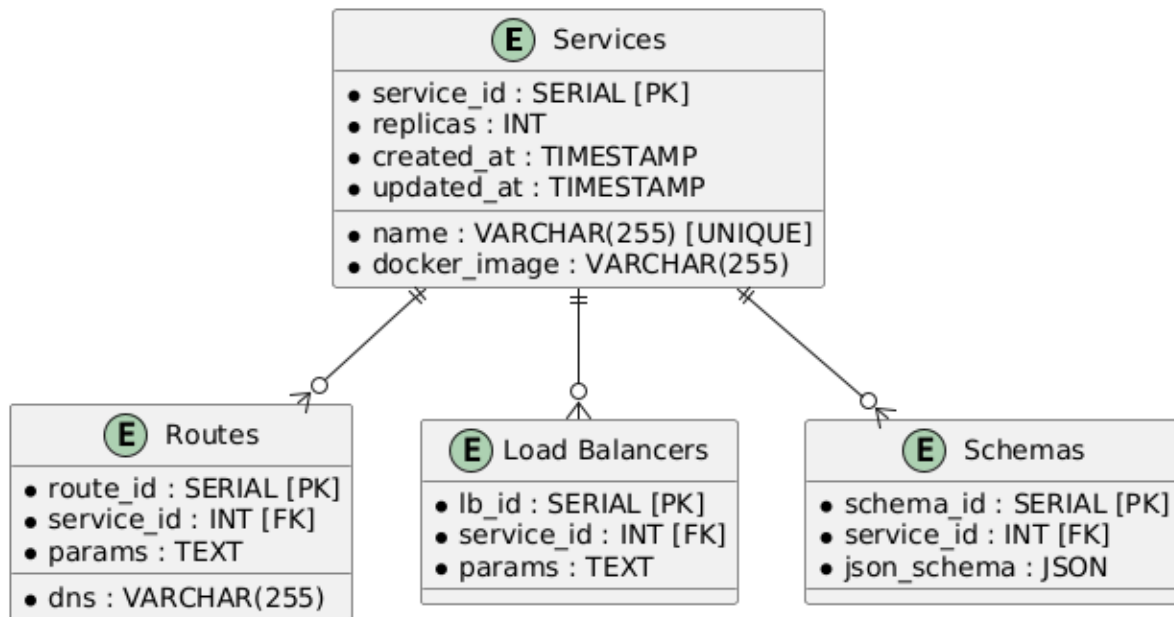 E Services
service_id : SERIAL [PK]
replicas : INT
created_at : TIMESTAMP
updated_at : TIMESTAMP
name : VARCHAR(255) [UNIQUE]
docker_image : VARCHAR(255)
E Routes
route_id : SERIAL [PK]
service_id : INT [FK]
params : TEXT
dns : VARCHAR(255)
E Load Balancers
lb_id : SERIAL [PK]
service_id : INT [FK]
params : TEXT
E Schemas
schema_id : SERIAL [PK]
service_id : INT [FK]
json_schema : JSON